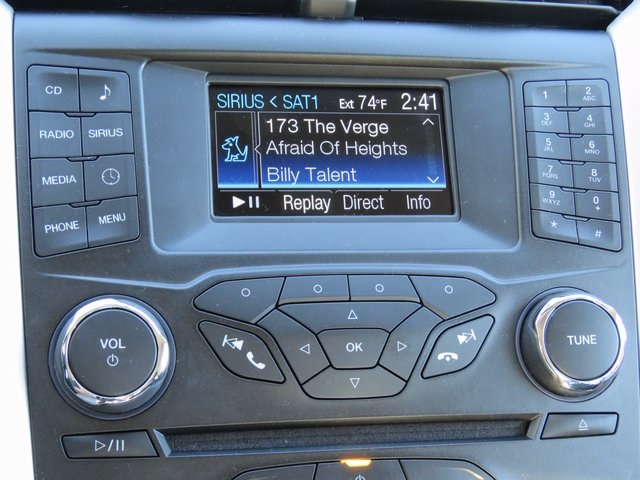 SIRIUS < SAT1 Ext 74°F 2:41
173 The Verge
Afraid Of Heights
Billy Talent
Replay Direct Info
CD
RADIO SIRIUS
MEDIA
PHONE MENU
1 2 ABC
3 DEF 4 GHI
5 JKL 6 MNO
7 PQRS 8 TUV
9 WXYZ 0 +
* #
VOL
OK
TUNE